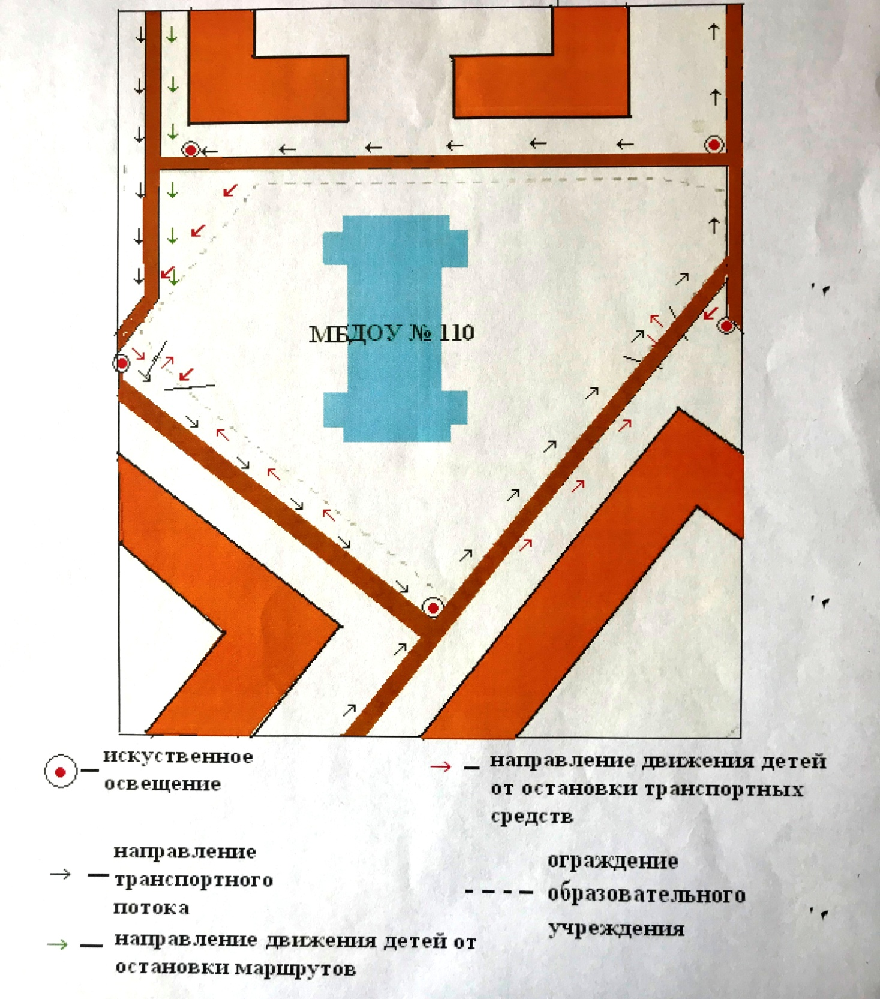 МБДОУ № 110
искуственное
освещение
направление
транспортного
потока
направление движения детей от
остановки маршрутов
направление движения детей
от остановки транспортных
средств
ограждение
образовательного
учреждения